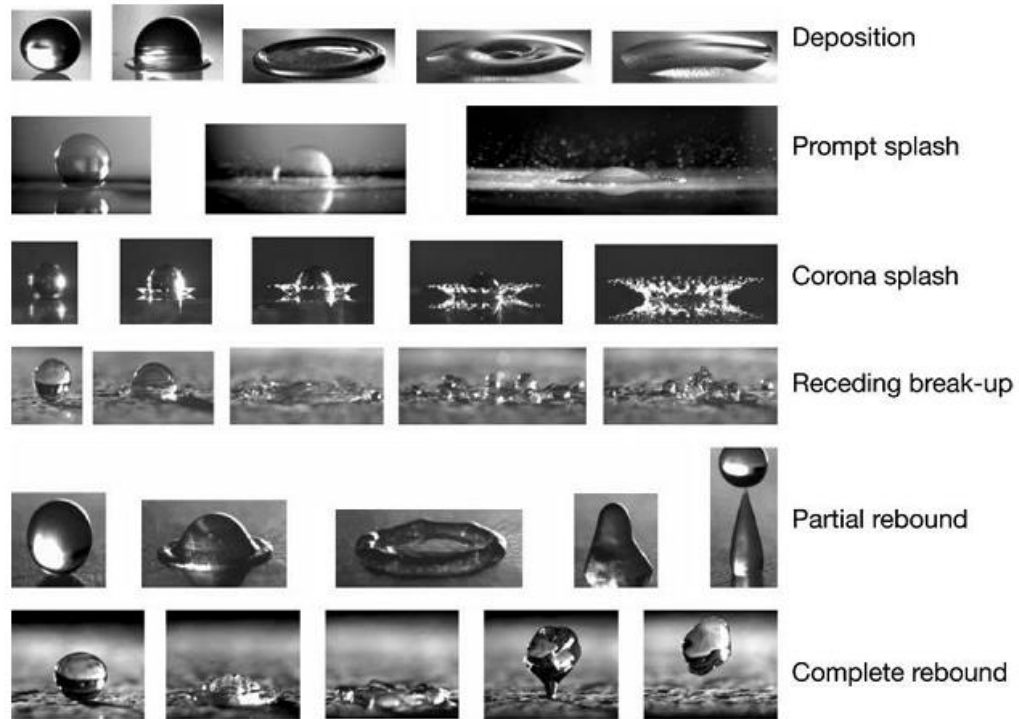 Deposition
Prompt splash
Corona splash
Receding break-up
Partial rebound
Complete rebound